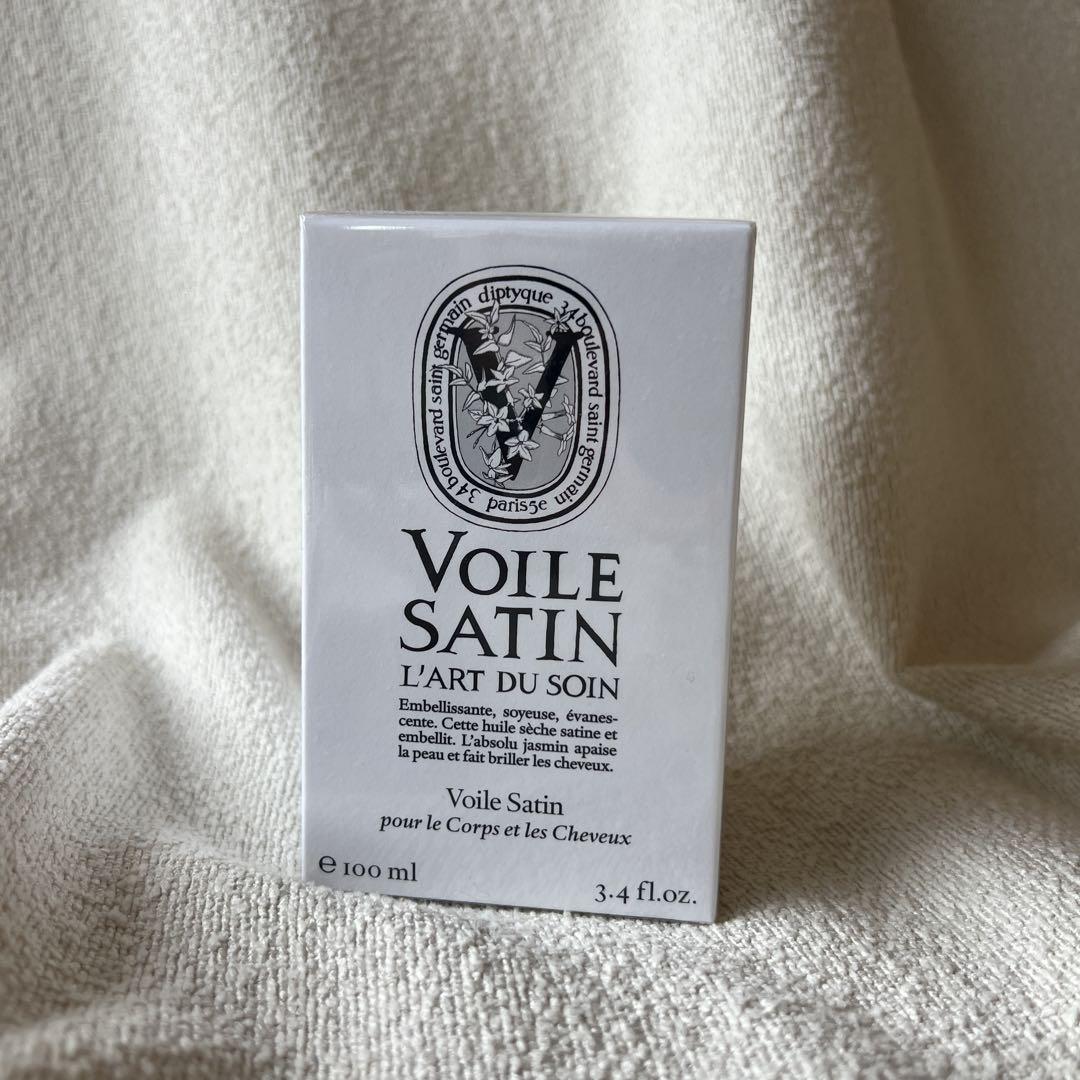 diptyque 34 boulevard saint germain paris5e 34 boulevard saint germain
V
VOILE
SATIN
L'ART DU SOIN
Embellissante, soyeuse, évanes-
cente. Cette huile sèche satine et
embellit. L'absolu jasmin apaise
la peau et fait briller les cheveux.
Voile Satin
pour le Corps et les Cheveux
e 100 ml
3.4 fl.oz.